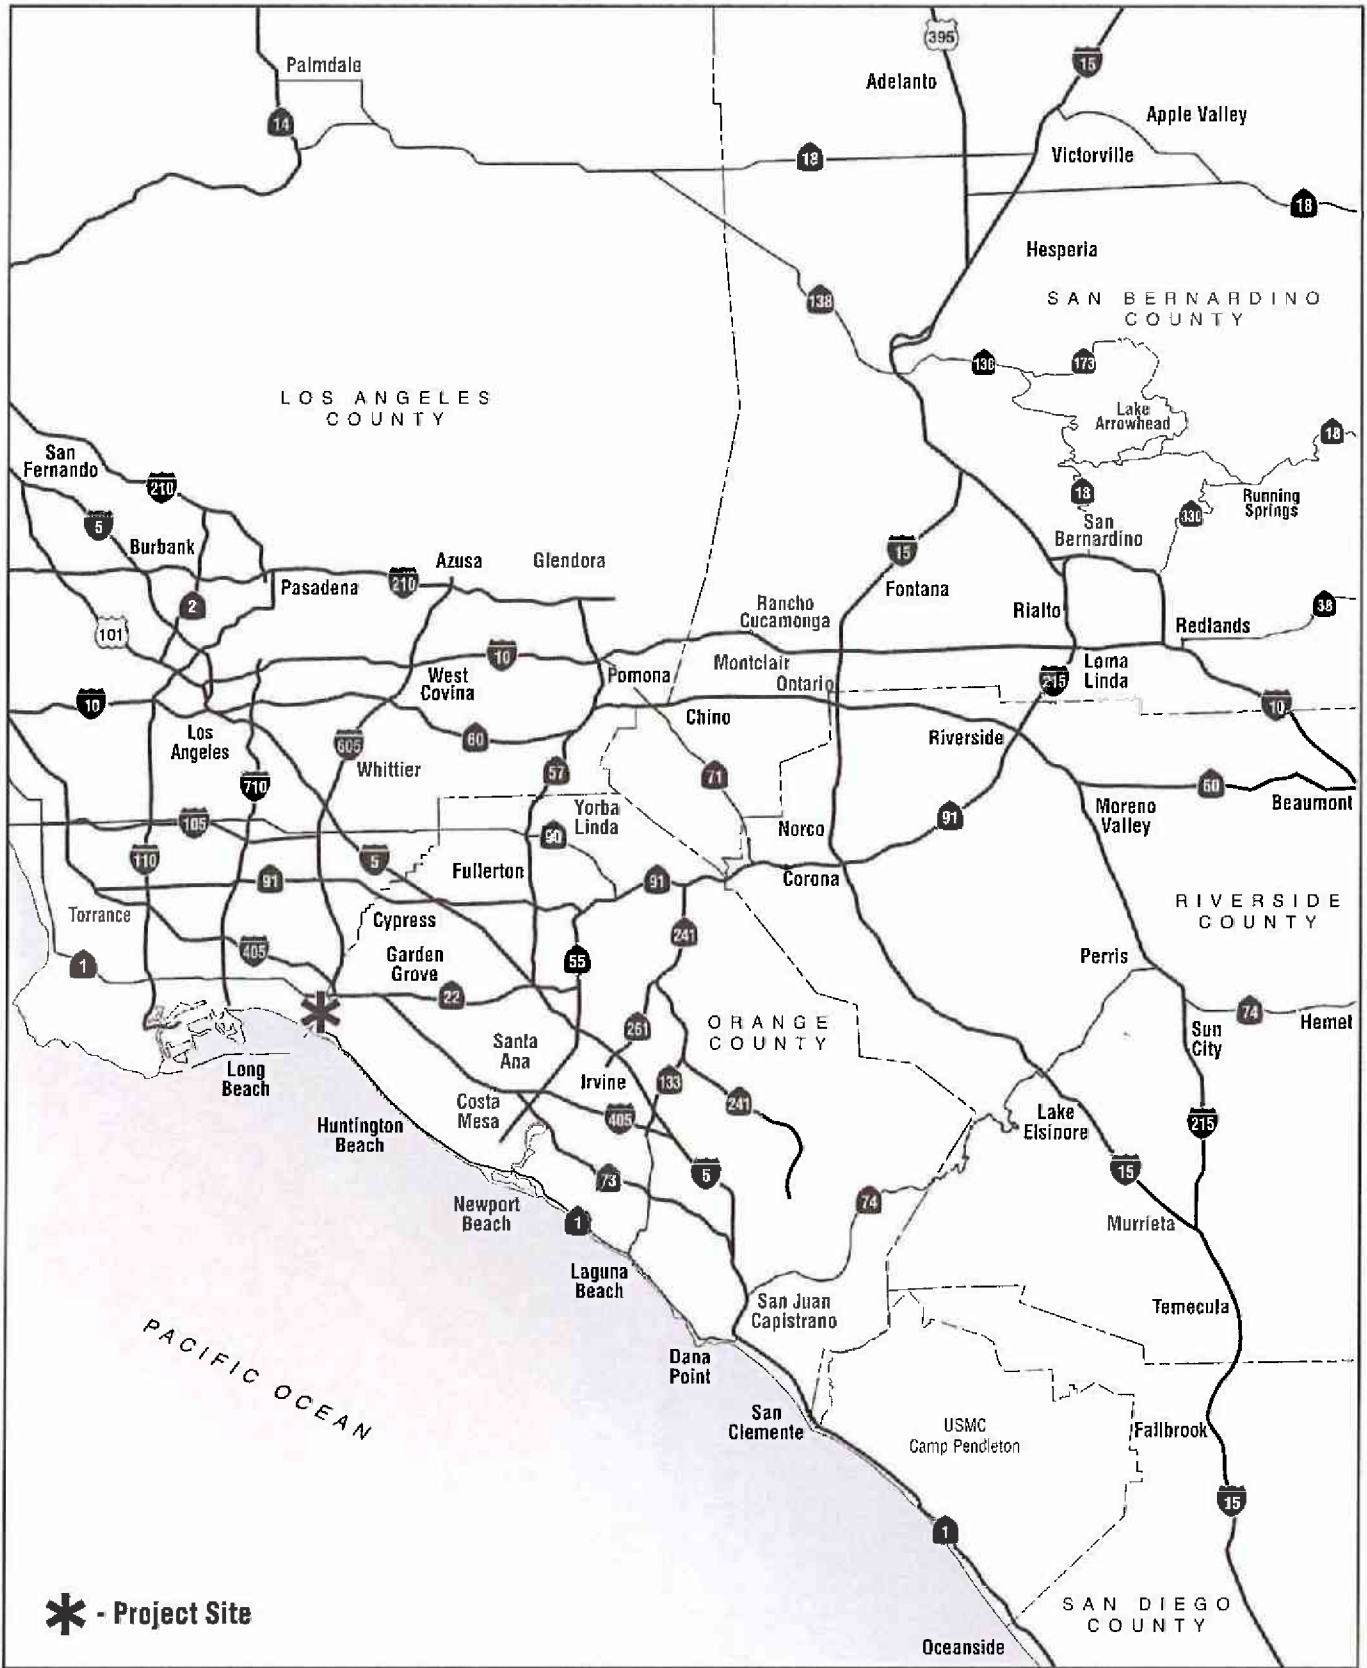 395
Palmdale
15
Adelanto
14
Apple Valley
18
Victorville
18
Hesperia
138
SAN BERNARDINO
COUNTY
138
173
LOS ANGELES
COUNTY
Lake
Arrowhead
18
San
Fernando
210
18
Running
Springs
5
330
San
Bernardino
Burbank
15
Azusa
Glendora
210
Pasadena
Fontana
2
Rancho
Cucamonga
Rialto
38
101
Redlands
10
Montclair
Loma
Linda
West
Covina
Pomona
215
Ontario
10
10
Chino
Los
Angeles
60
Riverside
605
Whittier
57
71
710
60
Beaumont
Yorba
Linda
Moreno
Valley
91
105
90
Norco
110
5
Fullerton
91
91
Corona
RIVERSIDE
COUNTY
Torrance
Cypress
241
405
Garden
Grove
55
Perris
1
22
74
Hemet
261
ORANGE
COUNTY
Sun
City
Santa
Ana
Long
Beach
Irvine
133
241
Costa
Mesa
405
Lake
Elsinore
215
Huntington
Beach
73
5
15
74
Newport
Beach
1
Murrieta
Laguna
Beach
San Juan
Capistrano
Temecula
PACIFIC OCEAN
Dana
Point
San
Clemente
USMC
Camp Pendleton
Fallbrook
15
1
- Project Site
SAN DIEGO
COUNTY
Oceanside